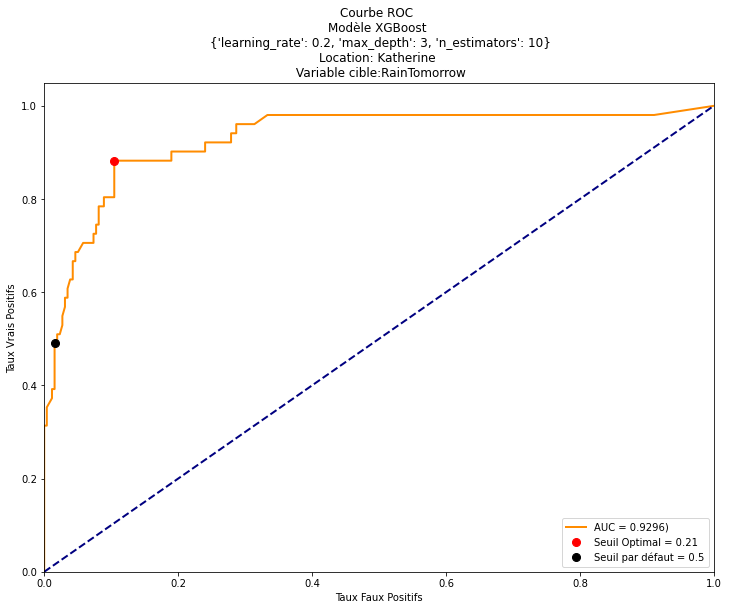 Courbe ROC
Modèle XGBoost
{'learning_rate': 0.2, 'max_depth': 3, 'n_estimators': 10}
Location: Katherine
Variable cible:RainTomorrow
1.0
0.8
0.6
0.4
0.2
0.0
Taux Vrais Positifs
AUC = 0.9296)
Seuil Optimal = 0.21
Seuil par défaut = 0.5
0.0
0.2
0.4
0.6
0.8
1.0
Taux Faux Positifs